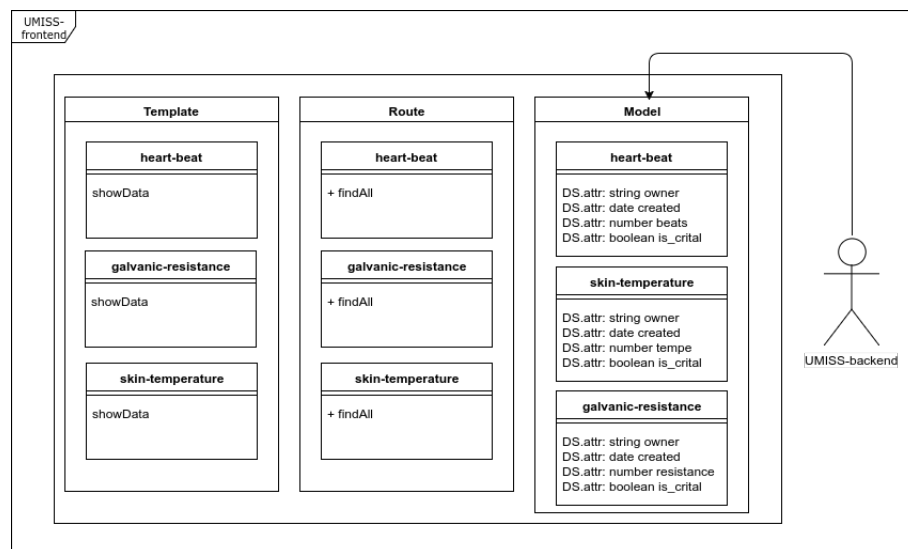 UMISS-
frontend
Template
heart-beat
showData
galvanic-resistance
showData
skin-temperature
showData
Route
heart-beat
+ findAll
galvanic-resistance
+ findAll
skin-temperature
+ findAll
Model
heart-beat
DS.attr: string owner
DS.attr: date created
DS.attr: number beats
DS.attr: boolean is_crital
skin-temperature
DS.attr: string owner
DS.attr: date created
DS.attr: number tempe
DS.attr: boolean is_crital
galvanic-resistance
DS.attr: string owner
DS.attr: date created
DS.attr: number resistance
DS.attr: boolean is_crital
UMISS-backend